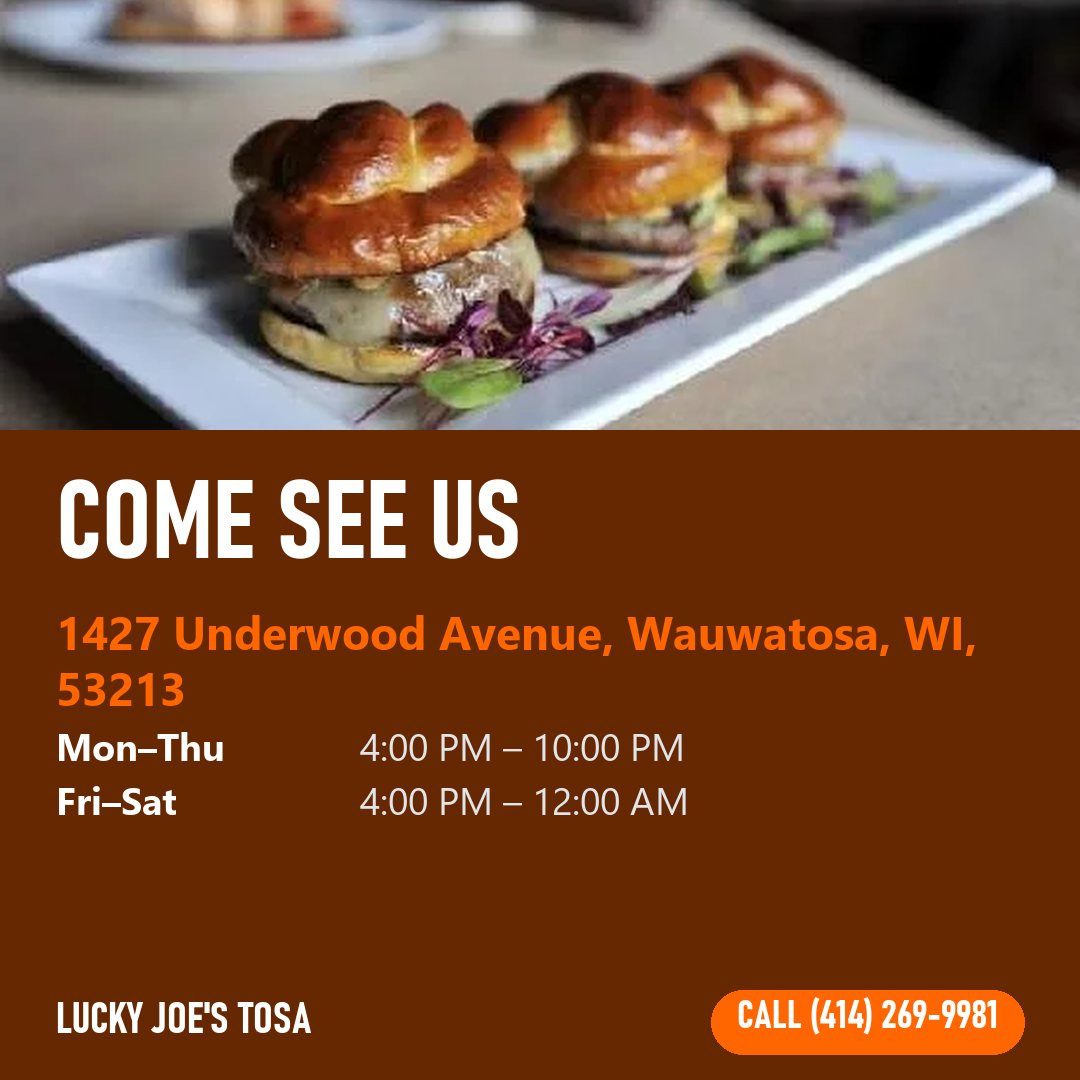 COME SEE US
1427 Underwood Avenue, Wauwatosa, WI,
53213
Mon–Thu 4:00 PM – 10:00 PM
Fri–Sat 4:00 PM – 12:00 AM
LUCKY JOE'S TOSA
CALL (414) 269-9981